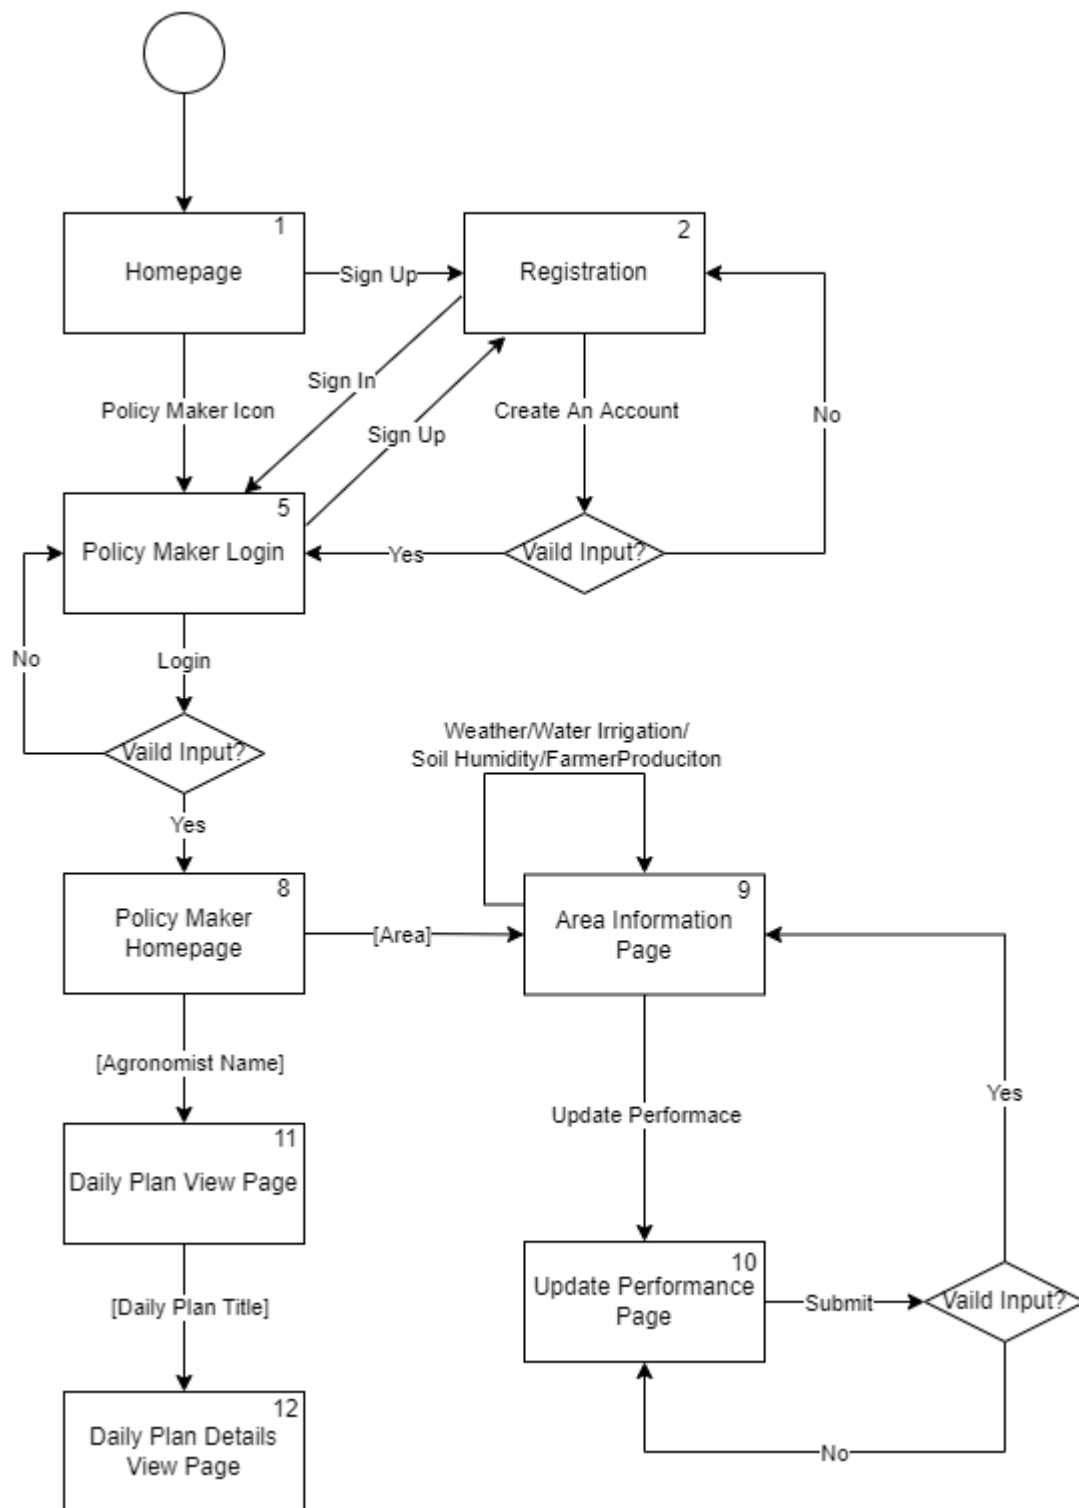 1
Homepage
Sign Up
2
Registration
Sign In
Policy Maker Icon
Sign Up
Create An Account
No
5
Policy Maker Login
Yes
Vaild Input?
No
Login
Vaild Input?
Yes
Weather/Water Irrigation/
Soil Humidity/FarmerProduciton
8
Policy Maker
Homepage
[Area]
9
Area Information
Page
[Agronomist Name]
Update Performace
Yes
11
Daily Plan View Page
[Daily Plan Title]
10
Update Performance
Page
Submit
Vaild Input?
No
12
Daily Plan Details
View Page